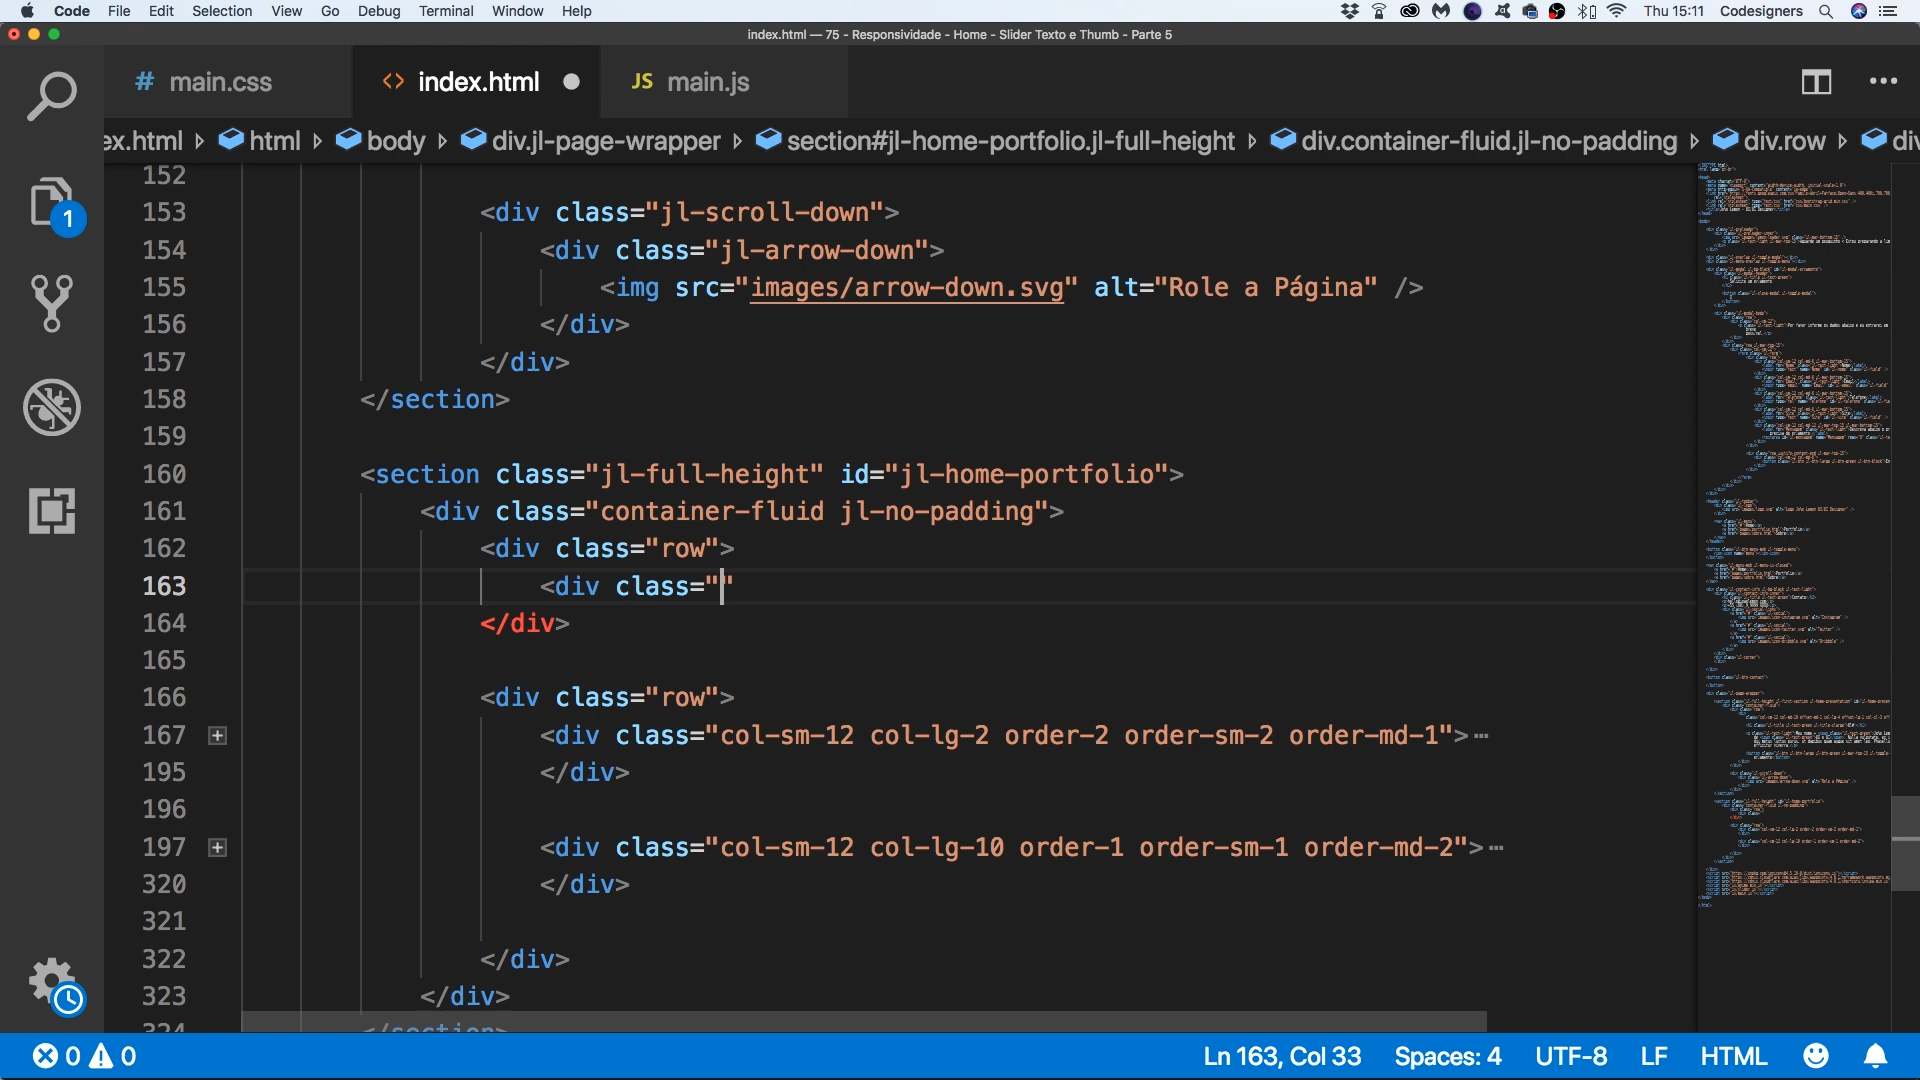 Code File Edit Selection View Go Debug Terminal Window Help Thu 15:11 Codesigners
index.html — 75 - Responsividade - Home - Slider Texto e Thumb - Parte 5
# main.css <> index.html JS main.js
ex.html html body div.jl-page-wrapper section#jl-home-portfolio.jl-full-height div.container-fluid.jl-no-padding div.row div
152
153 <div class="jl-scroll-down">
154 <div class="jl-arrow-down">
155 <img src="images/arrow-down.svg" alt="Role a Página" />
156 </div>
157 </div>
158 </section>
159
160 <section class="jl-full-height" id="jl-home-portfolio">
161 <div class="container-fluid jl-no-padding">
162 <div class="row">
163 <div class=""
164 </div>
165
166 <div class="row">
167 <div class="col-sm-12 col-lg-2 order-2 order-sm-2 order-md-1">
195 </div>
196
197 <div class="col-sm-12 col-lg-10 order-1 order-sm-1 order-md-2">
320 </div>
321
322 </div>
323 </div>
324 </section>
1
0 0 Ln 163, Col 33 Spaces: 4 UTF-8 LF HTML